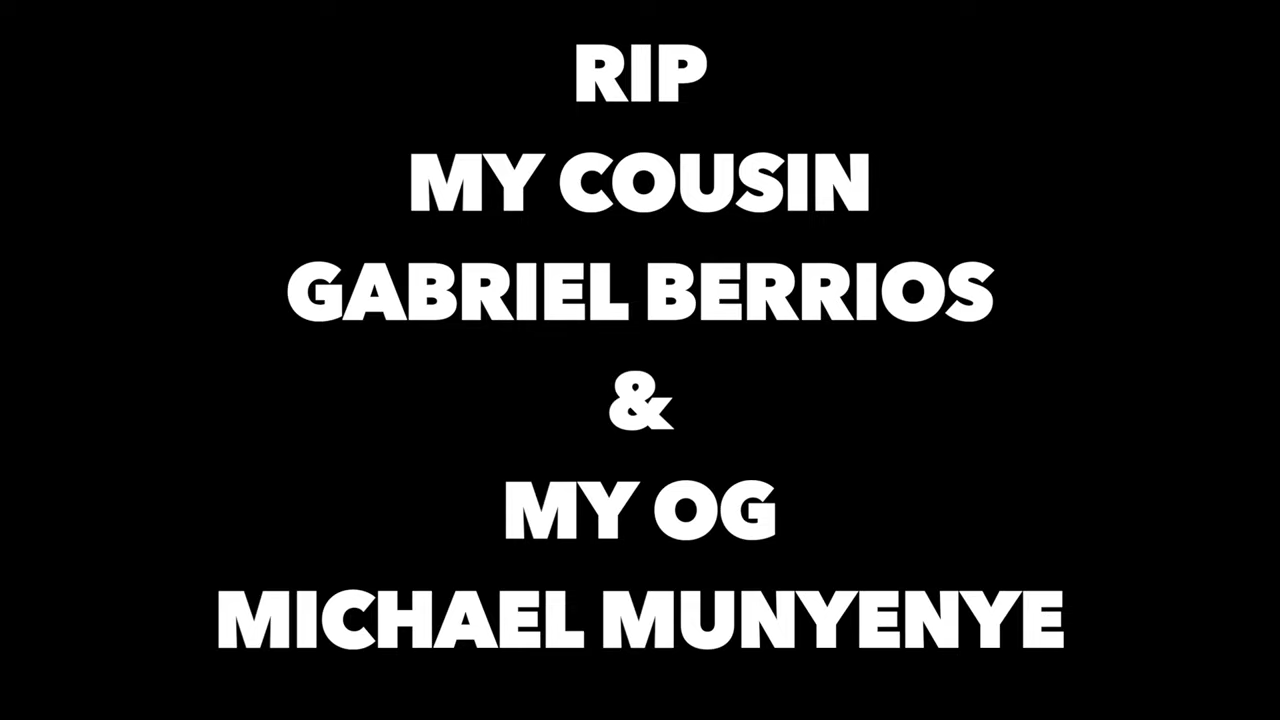 RIP
MY COUSIN
GABRIEL BERRIOS
&
MY OG
MICHAEL MUNYENYE